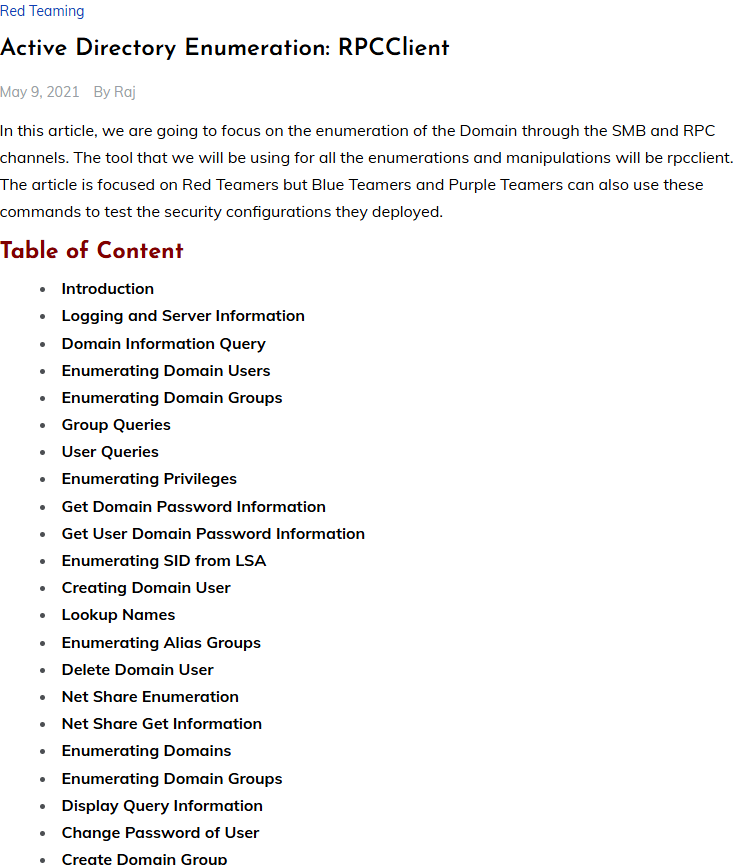 Red Teaming
Active Directory Enumeration: RPCClient
May 9, 2021 By Raj
In this article, we are going to focus on the enumeration of the Domain through the SMB and RPC
channels. The tool that we will be using for all the enumerations and manipulations will be rpcclient.
The article is focused on Red Teamers but Blue Teamers and Purple Teamers can also use these
commands to test the security configurations they deployed.
Table of Content
• Introduction
• Logging and Server Information
• Domain Information Query
• Enumerating Domain Users
• Enumerating Domain Groups
• Group Queries
• User Queries
• Enumerating Privileges
• Get Domain Password Information
• Get User Domain Password Information
• Enumerating SID from LSA
• Creating Domain User
• Lookup Names
• Enumerating Alias Groups
• Delete Domain User
• Net Share Enumeration
• Net Share Get Information
• Enumerating Domains
• Enumerating Domain Groups
• Display Query Information
• Change Password of User
• Create Domain Group